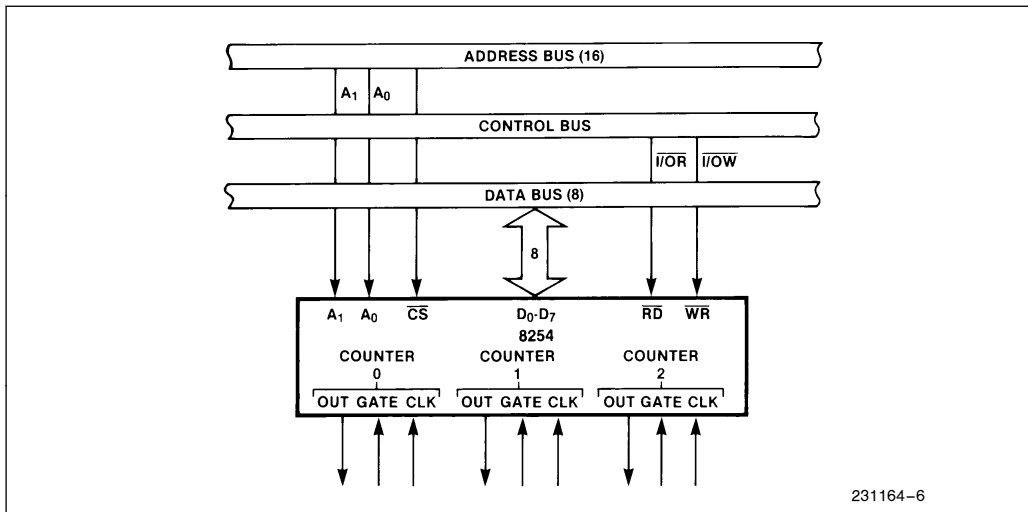 ADDRESS BUS (16)
A₁ A₀
CONTROL BUS
I/OR I/OW
DATA BUS (8)
8
A₁ A₀ CS D₀-D₇ RD WR
8254
COUNTER COUNTER COUNTER
0 1 2
OUT GATE CLK OUT GATE CLK OUT GATE CLK
231164–6